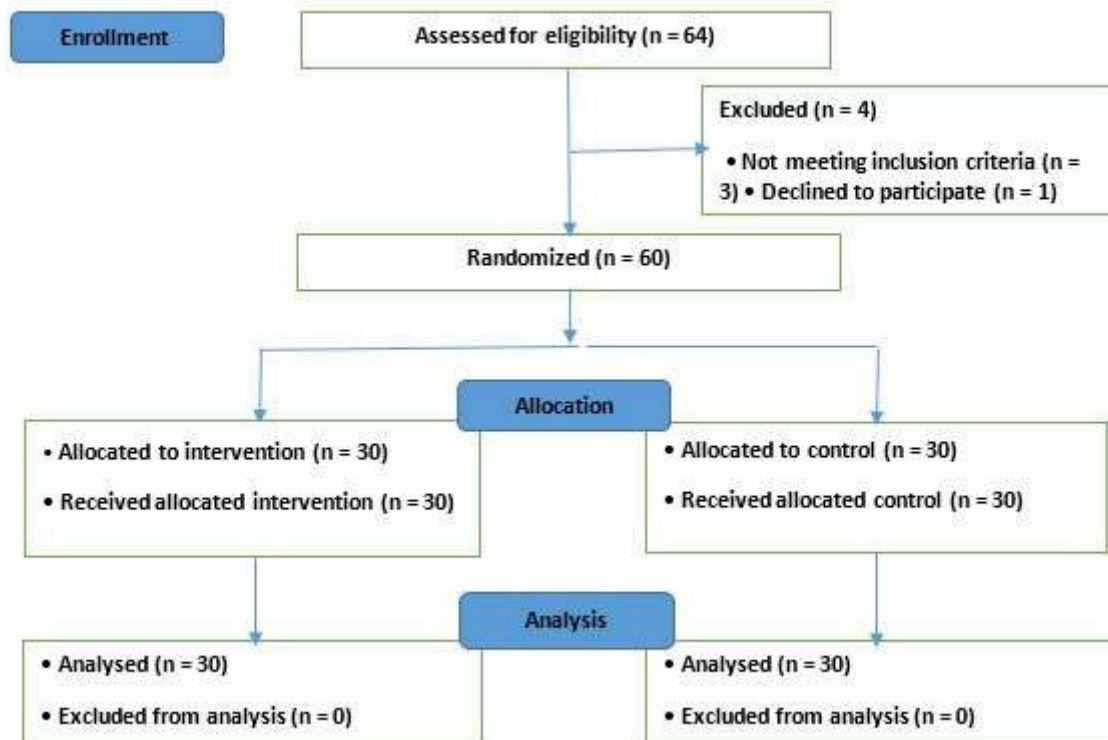 Enrollment
Assessed for eligibility (n = 64)
Excluded (n = 4)
• Not meeting inclusion criteria (n =
3) • Declined to participate (n = 1)
Randomized (n = 60)
Allocation
• Allocated to intervention (n = 30)
• Received allocated intervention (n = 30)
• Allocated to control (n = 30)
• Received allocated control (n = 30)
Analysis
• Analysed (n = 30)
• Excluded from analysis (n = 0)
• Analysed (n = 30)
• Excluded from analysis (n = 0)